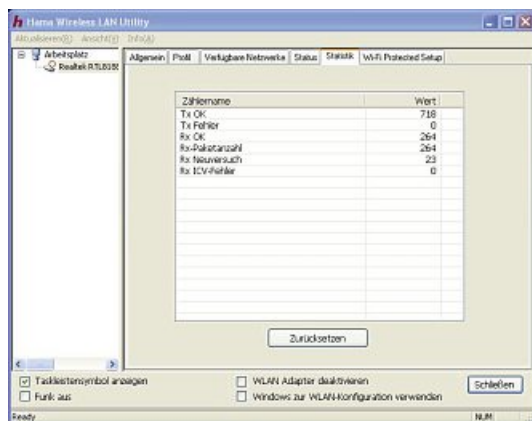 Hama Wireless LAN Utility
Aktualisieren(R) Ansicht(V) Info(A)
Arbeitsplatz
Realtek RTL8188
Allgemein Profil Verfügbare Netzwerke Status Statistik Wi-Fi Protected Setup
Zählername Wert
Tx OK 718
Tx Fehler 0
Rx OK 264
Rx-Paketanzahl 264
Rx Neuversuch 23
Rx ICV-Fehler 0
Zurücksetzen
Taskleistensymbol anzeigen
WLAN Adapter deaktivieren
Schließen
Funk aus
Windows zur WLAN-Konfiguration verwenden
Ready NUM